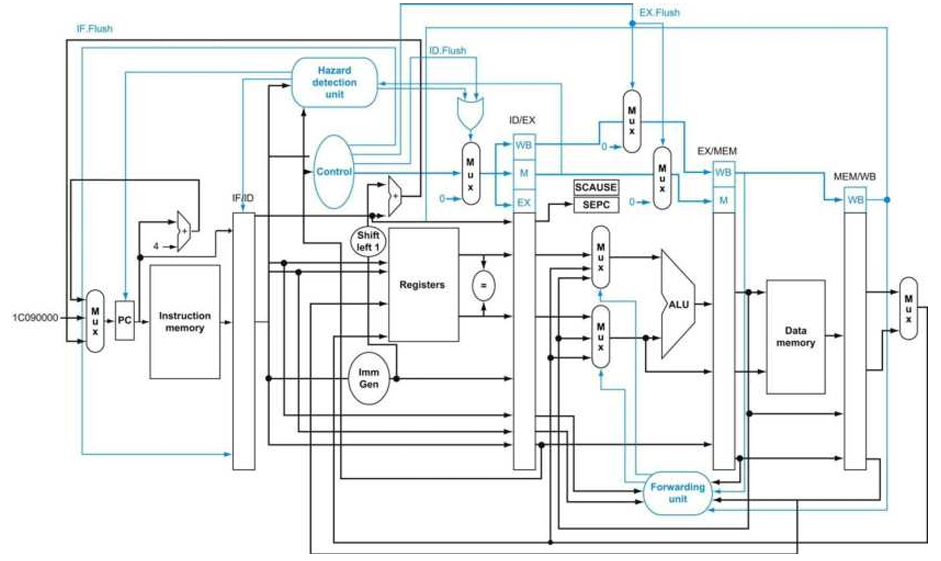 IF.Flush
EX.Flush
ID.Flush
Hazard
detection
unit
Control
M
u
x
0
ID/EX
WB
M
EX
M
u
x
0
M
u
x
0
EX/MEM
WB
M
MEM/WB
WB
SCAUSE
SEPC
IF/ID
+
4
+
Shift
left 1
Registers
=
M
u
x
M
u
x
ALU
1C090000
M
u
x
PC
Instruction
memory
Imm
Gen
Data
memory
M
u
x
Forwarding
unit